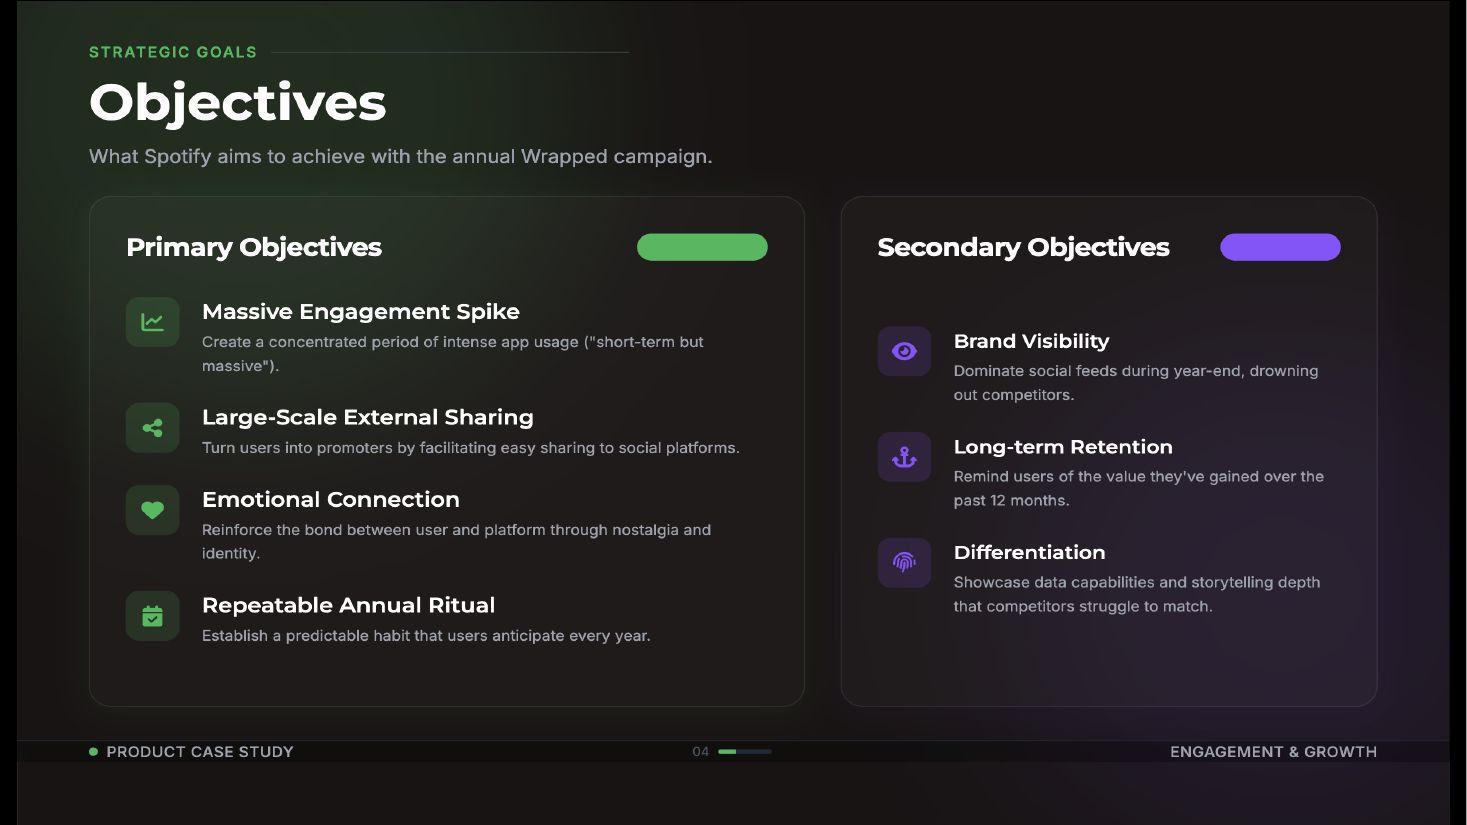 STRATEGIC GOALS
Objectives
What Spotify aims to achieve with the annual Wrapped campaign.
Primary Objectives
Massive Engagement Spike
Create a concentrated period of intense app usage ("short-term but
massive").
Large-Scale External Sharing
Turn users into promoters by facilitating easy sharing to social platforms.
Emotional Connection
Reinforce the bond between user and platform through nostalgia and
identity.
Repeatable Annual Ritual
Establish a predictable habit that users anticipate every year.
Secondary Objectives
Brand Visibility
Dominate social feeds during year-end, drowning
out competitors.
Long-term Retention
Remind users of the value they've gained over the
past 12 months.
Differentiation
Showcase data capabilities and storytelling depth
that competitors struggle to match.
PRODUCT CASE STUDY
04
ENGAGEMENT & GROWTH